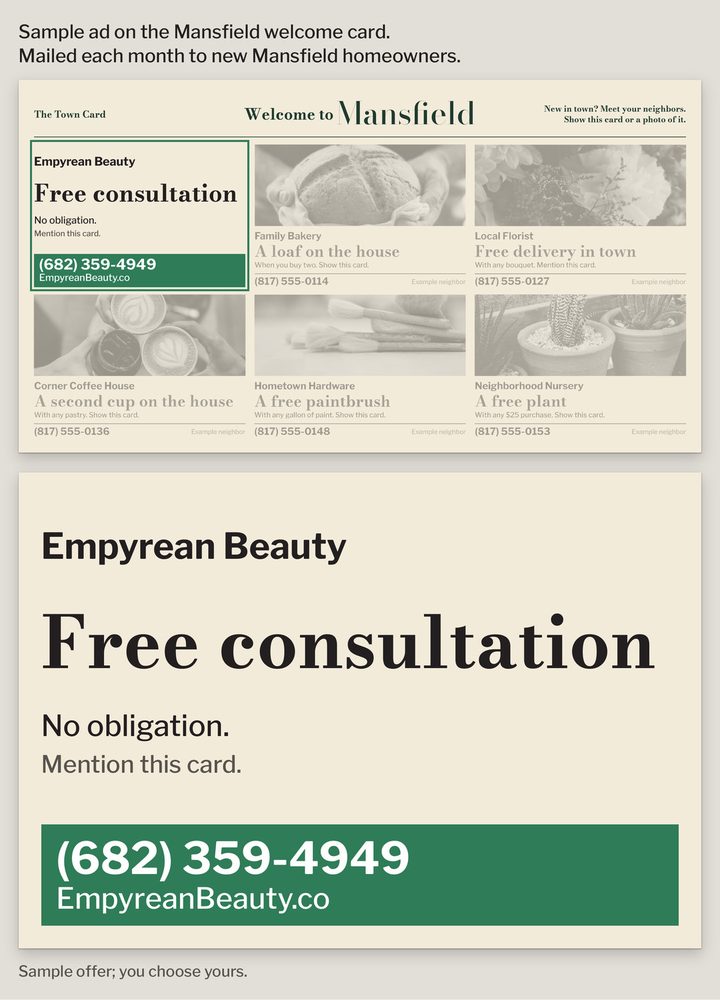 Sample ad on the Mansfield welcome card.
Mailed each month to new Mansfield homeowners.
The Town Card
Welcome to Mansfield
New in town? Meet your neighbors.
Show this card or a photo of it.
Empyrean Beauty
Free consultation
No obligation.
Mention this card.
(682) 359-4949
EmpyreanBeauty.co
Family Bakery
A loaf on the house
When you buy two. Show this card.
(817) 555-0114
Example neighbor
Local Florist
Free delivery in town
With any bouquet. Mention this card.
(817) 555-0127
Example neighbor
Corner Coffee House
A second cup on the house
With any pastry. Show this card.
(817) 555-0136
Example neighbor
Hometown Hardware
A free paintbrush
With any gallon of paint. Show this card.
(817) 555-0148
Example neighbor
Neighborhood Nursery
A free plant
With any $25 purchase. Show this card.
(817) 555-0153
Example neighbor
Empyrean Beauty
Free consultation
No obligation.
Mention this card.
(682) 359-4949
EmpyreanBeauty.co
Sample offer; you choose yours.